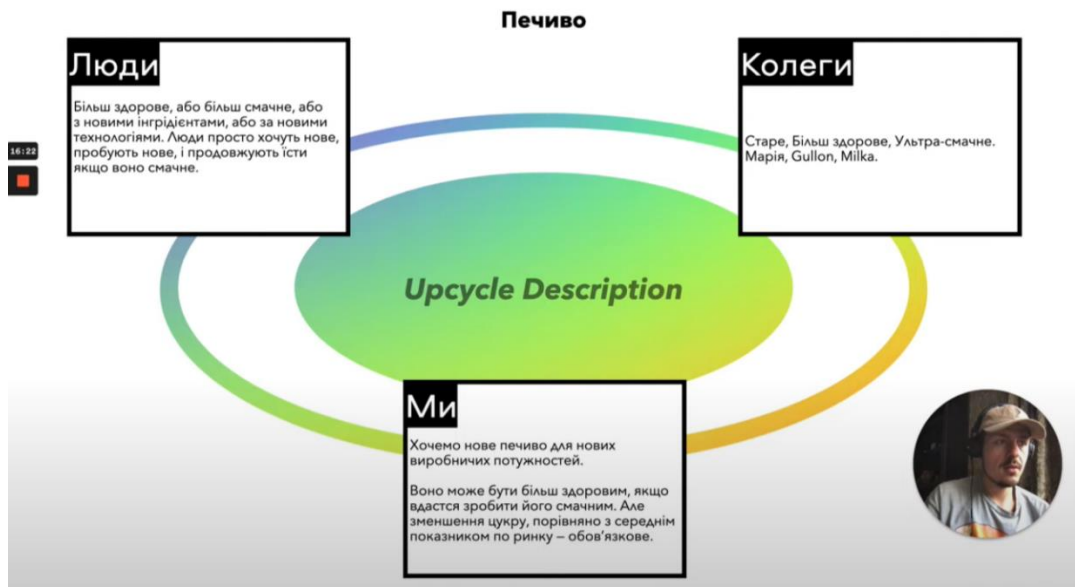 Печиво
Люди
Більш здорове, або більш смачне, або
з новими інгрідієнтами, або за новими
технологіями. Люди просто хочуть нове,
пробують нове, і продовжують їсти
якщо воно смачне.
Колеги
Старе, Більш здорове, Ультра-смачне.
Марія, Gullon, Milka.
16:22
Upcycle Description
Ми
Хочемо нове печиво для нових
виробничих потужностей.
Воно може бути більш здоровим, якщо
вдастся зробити його смачним. Але
зменшення цукру, порівняно з середнім
показником по ринку – обов’язкове.